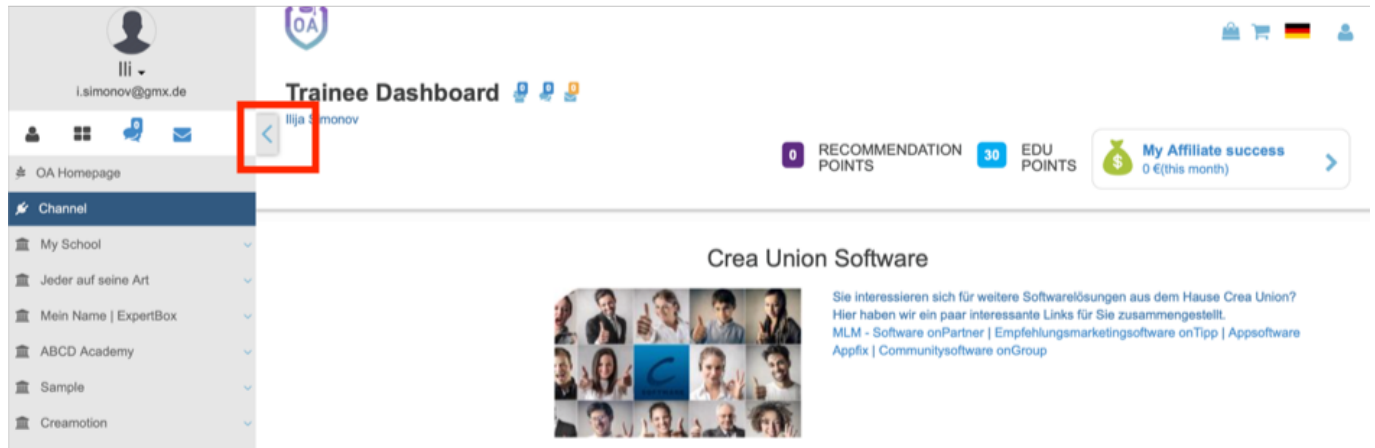 OA
Ili
i.simonov@gmx.de
0
OA Homepage
Channel
My School
Jeder auf seine Art
Mein Name | ExpertBox
ABCD Academy
Sample
Creamotion
Trainee Dashboard 0 0 0
Ilija Simonov
0 RECOMMENDATION POINTS
30 EDU POINTS
My Affiliate success
0 €(this month)
Crea Union Software
Sie interessieren sich für weitere Softwarelösungen aus dem Hause Crea Union?
Hier haben wir ein paar interessante Links für Sie zusammengestellt.
MLM - Software onPartner | Empfehlungsmarketingsoftware onTipp | Appsoftware
Appfix | Communitysoftware onGroup